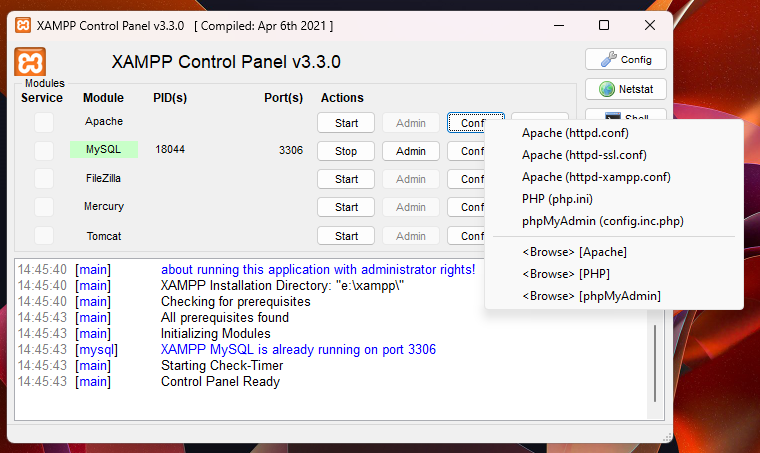 XAMPP Control Panel v3.3.0 [ Compiled: Apr 6th 2021 ]
XAMPP Control Panel v3.3.0
Config
Netstat
Shell
Modules
Service Module PID(s) Port(s) Actions
Apache Start Admin
MySQL 18044 3306 Stop Admin
FileZilla Start Admin
Mercury Start Admin
Tomcat Start Admin
Apache (httpd.conf)
Apache (httpd-ssl.conf)
Apache (httpd-xampp.conf)
PHP (php.ini)
phpMyAdmin (config.inc.php)
<Browse> [Apache]
<Browse> [PHP]
<Browse> [phpMyAdmin]
14:45:40 [main] about running this application with administrator rights!
14:45:40 [main] XAMPP Installation Directory: "e:\xampp\"
14:45:40 [main] Checking for prerequisites
14:45:43 [main] All prerequisites found
14:45:43 [main] Initializing Modules
14:45:43 [mysql] XAMPP MySQL is already running on port 3306
14:45:43 [main] Starting Check-Timer
14:45:43 [main] Control Panel Ready